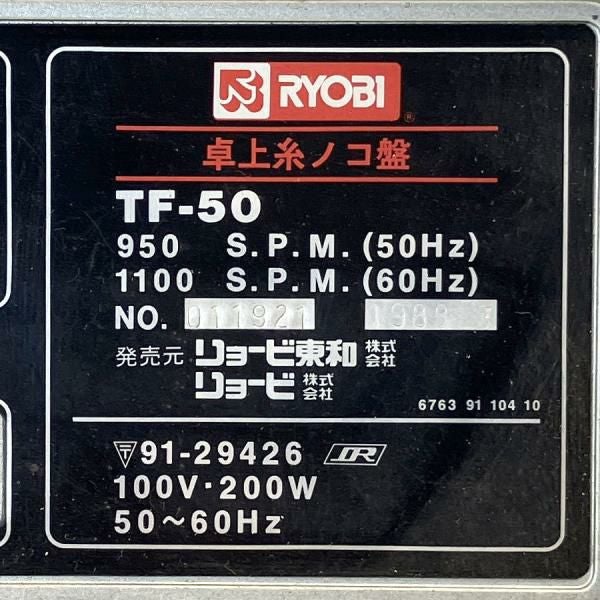 RYOBI
卓上糸ノコ盤
TF-50
950 S.P.M.(50Hz)
1100 S.P.M.(60Hz)
NO. 011921
発売元 リョービ東和 株式会社
リョービ 株式会社
6763 91 104 10
〒91-29426 JR
100V·200W
50～60Hz